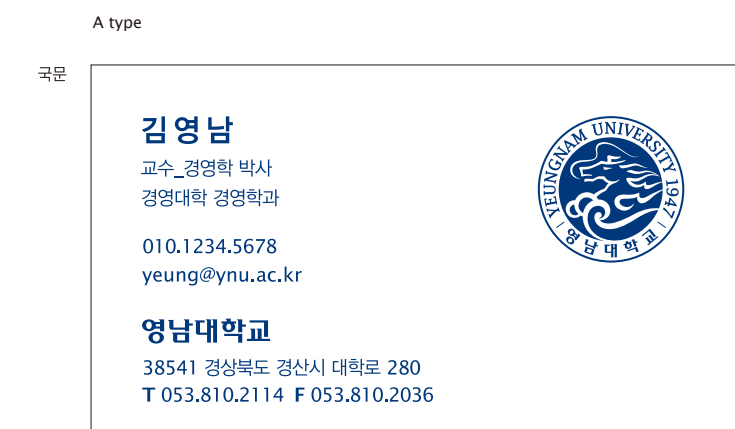 A type
국문
김영남
교수_경영학 박사
경영대학 경영학과
010.1234.5678
yeung@ynu.ac.kr
영남대학교
38541 경상북도 경산시 대학로 280
T 053.810.2114 F 053.810.2036
YEUNGNAM UNIVERSITY 1947
영남대학교